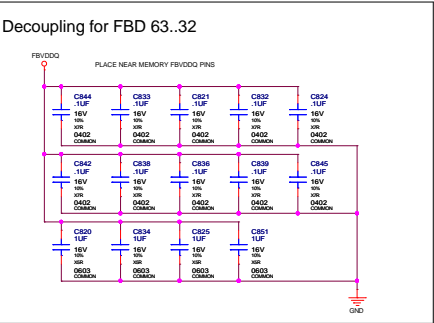 Decoupling for FBD 63..32
FBVDDQ
PLACE NEAR MEMORY FBVDDQ PINS
C844 C833 C821 C832 C824
.1UF .1UF .1UF .1UF .1UF
16V 16V 16V 16V 16V
10% 10% 10% 10% 10%
X7R X7R X7R X7R X7R
0402 0402 0402 0402 0402
COMMON COMMON COMMON COMMON COMMON
C842 C838 C836 C839 C845
.1UF .1UF .1UF .1UF .1UF
16V 16V 16V 16V 16V
10% 10% 10% 10% 10%
X7R X7R X7R X7R X7R
0402 0402 0402 0402 0402
COMMON COMMON COMMON COMMON COMMON
C820 C834 C825 C851
1UF 1UF 1UF 1UF
16V 16V 16V 16V
10% 10% 10% 10%
X5R X5R X5R X5R
0603 0603 0603 0603
COMMON COMMON COMMON COMMON
GND